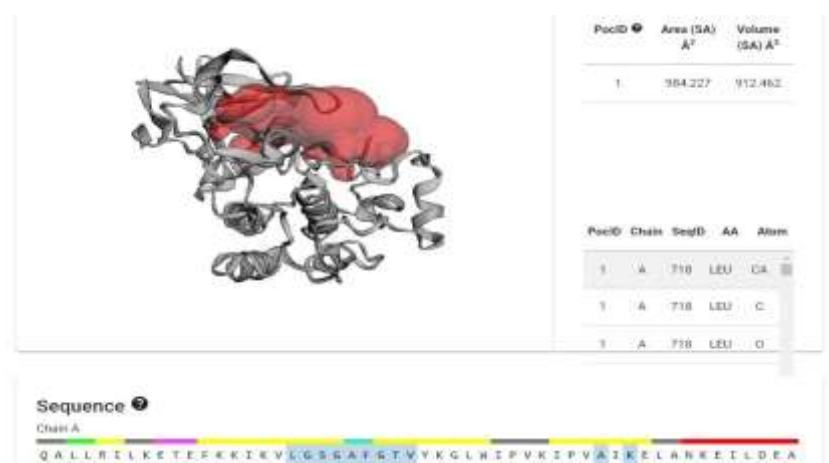 PocID Area (SA) Å² Volume (SA) Å³
1 984.227 912.462
PocID Chain SeqID AA Atom
1 A 718 LEU CA
1 A 718 LEU C
1 A 718 LEU O
Sequence
Chain A
QALLRILKETEFKKIKVLGSGAFGTVYKGLWIPVKIPVAIKELANKEILDEA